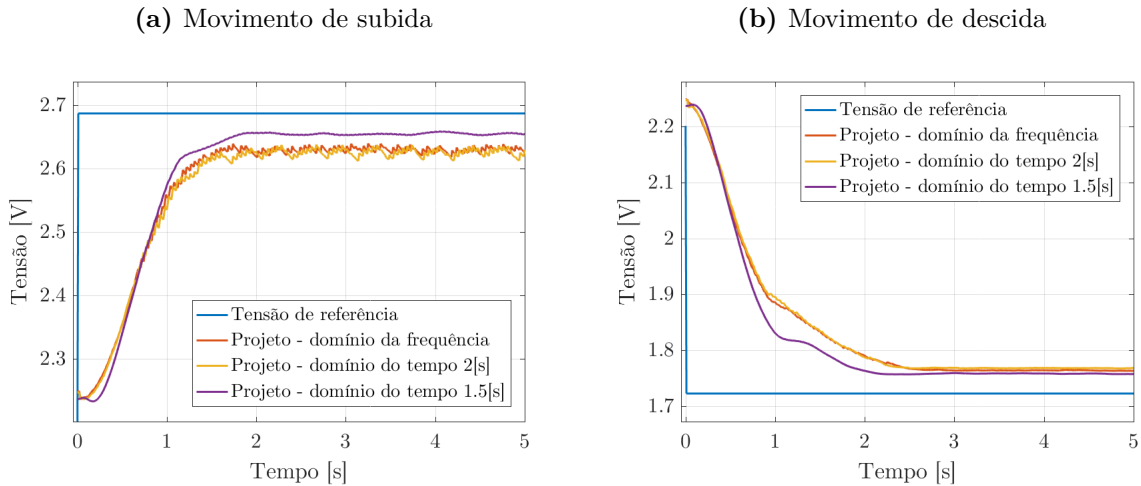 (a) Movimento de subida
(b) Movimento de descida
Tensão [V]
2.7
2.6
2.5
2.4
2.3
Tensão de referência
Projeto - domínio da frequência
Projeto - domínio do tempo 2[s]
Projeto - domínio do tempo 1.5[s]
0 1 2 3 4 5
Tempo [s]
Tensão [V]
2.2
2.1
2
1.9
1.8
1.7
Tensão de referência
Projeto - domínio da frequência
Projeto - domínio do tempo 2[s]
Projeto - domínio do tempo 1.5[s]
0 1 2 3 4 5
Tempo [s]